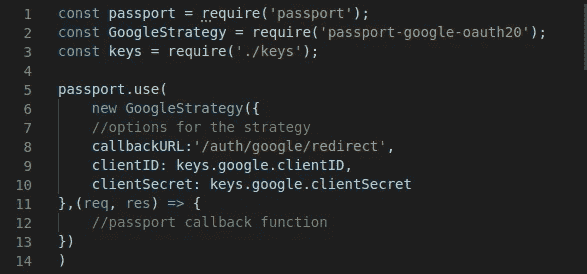 1 const passport = require('passport');
2 const GoogleStrategy = require('passport-google-oauth20');
3 const keys = require('./keys');
4
5 passport.use(
6     new GoogleStrategy({
7     //options for the strategy
8     callbackURL:'/auth/google/redirect',
9     clientID: keys.google.clientID,
10     clientSecret: keys.google.clientSecret
11 },(req, res) => {
12     //passport callback function
13 })
14 )